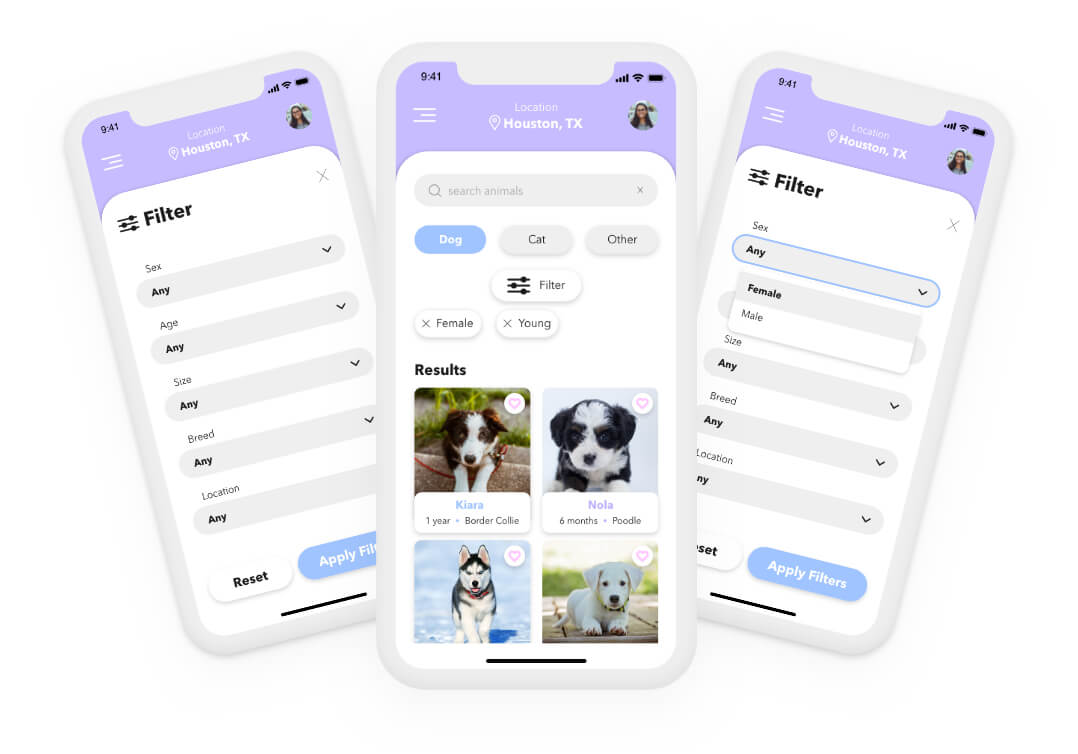 9:41
Location
Houston, TX
Filter
Sex
Any
Age
Any
Size
Any
Breed
Any
Location
Any
Reset
Apply Fil
9:41
Location
Houston, TX
search animals
Dog
Cat
Other
Filter
Female
Young
Results
Kiara
1 year • Border Collie
Nola
6 months • Poodle
9:41
Location
Houston, TX
Filter
Sex
Any
Female
Male
Size
Any
Breed
Any
Location
ny
set
Apply Filters